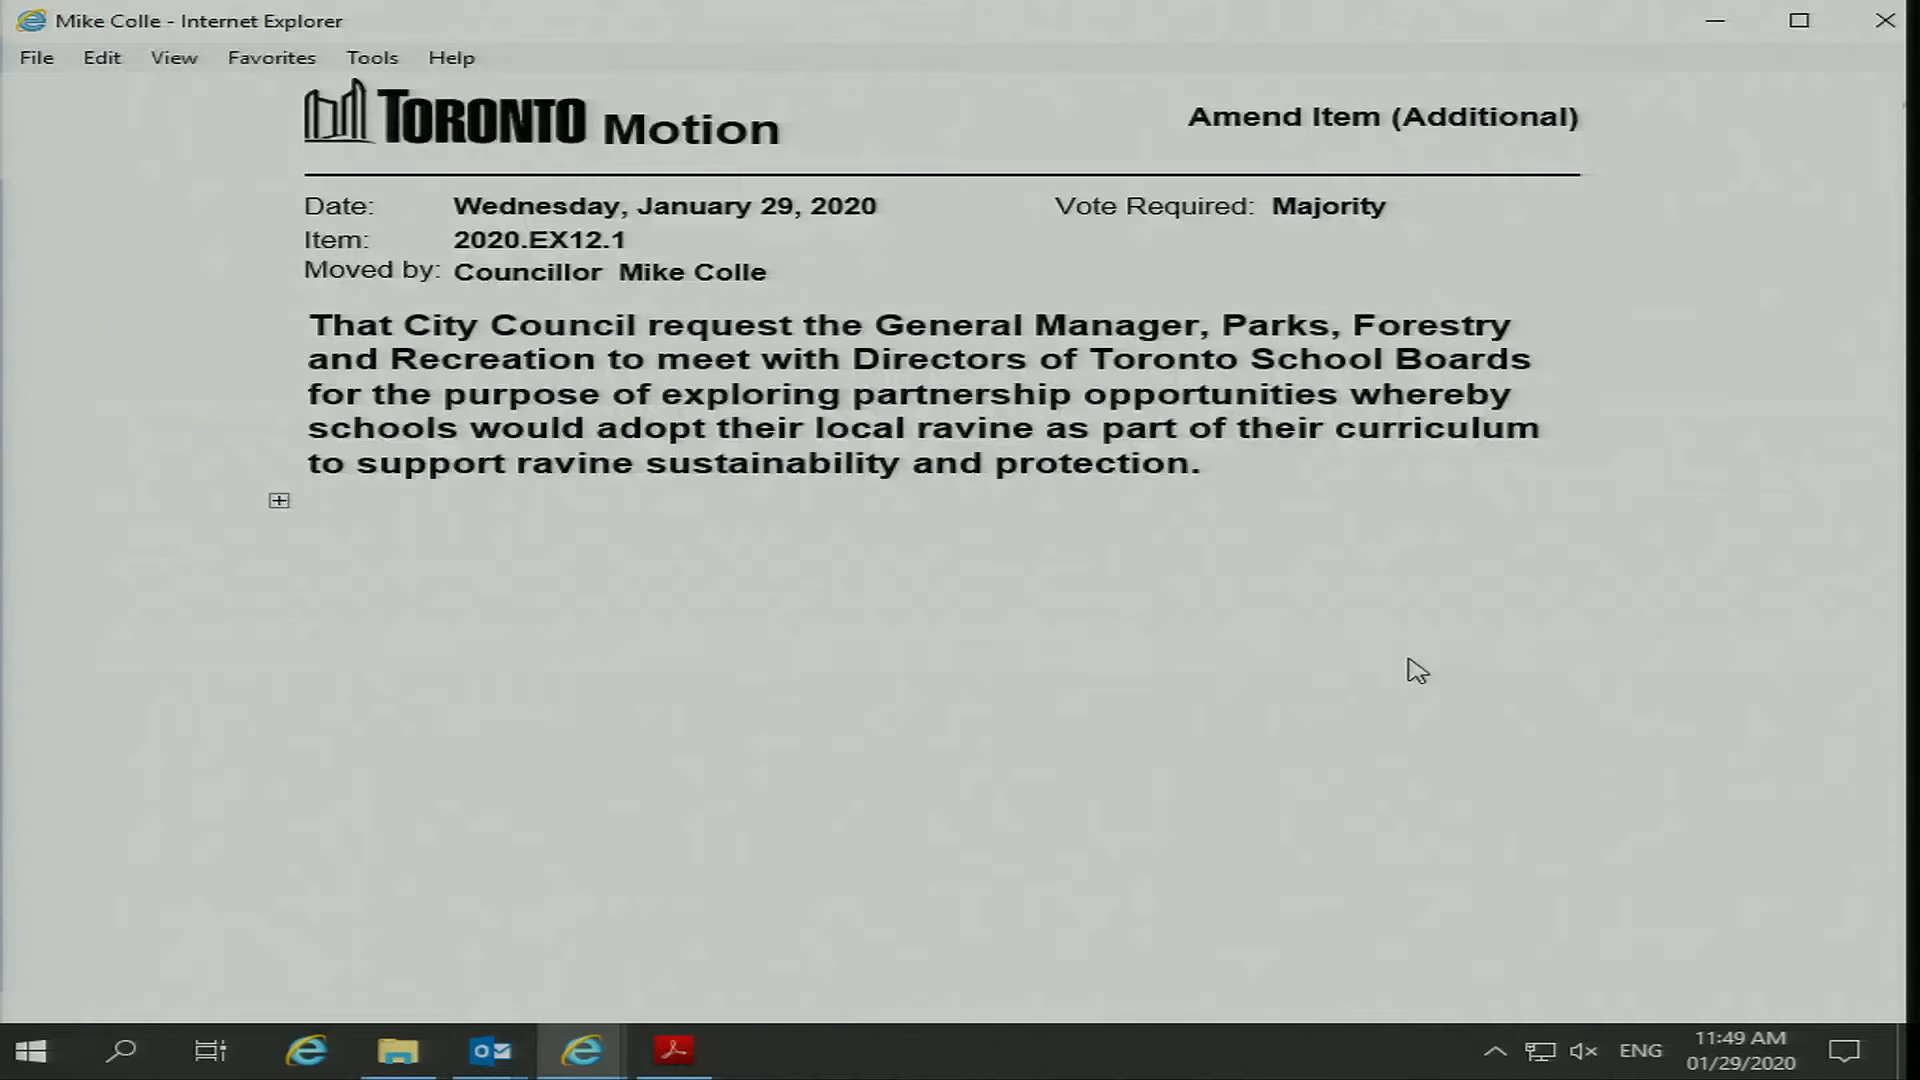 Mike Colle - Internet Explorer
File Edit View Favorites Tools Help
TORONTO Motion
Amend Item (Additional)
Date: Wednesday, January 29, 2020 Vote Required: Majority
Item: 2020.EX12.1
Moved by: Councillor Mike Colle
That City Council request the General Manager, Parks, Forestry
and Recreation to meet with Directors of Toronto School Boards
for the purpose of exploring partnership opportunities whereby
schools would adopt their local ravine as part of their curriculum
to support ravine sustainability and protection.
ENG
11:49 AM
01/29/2020